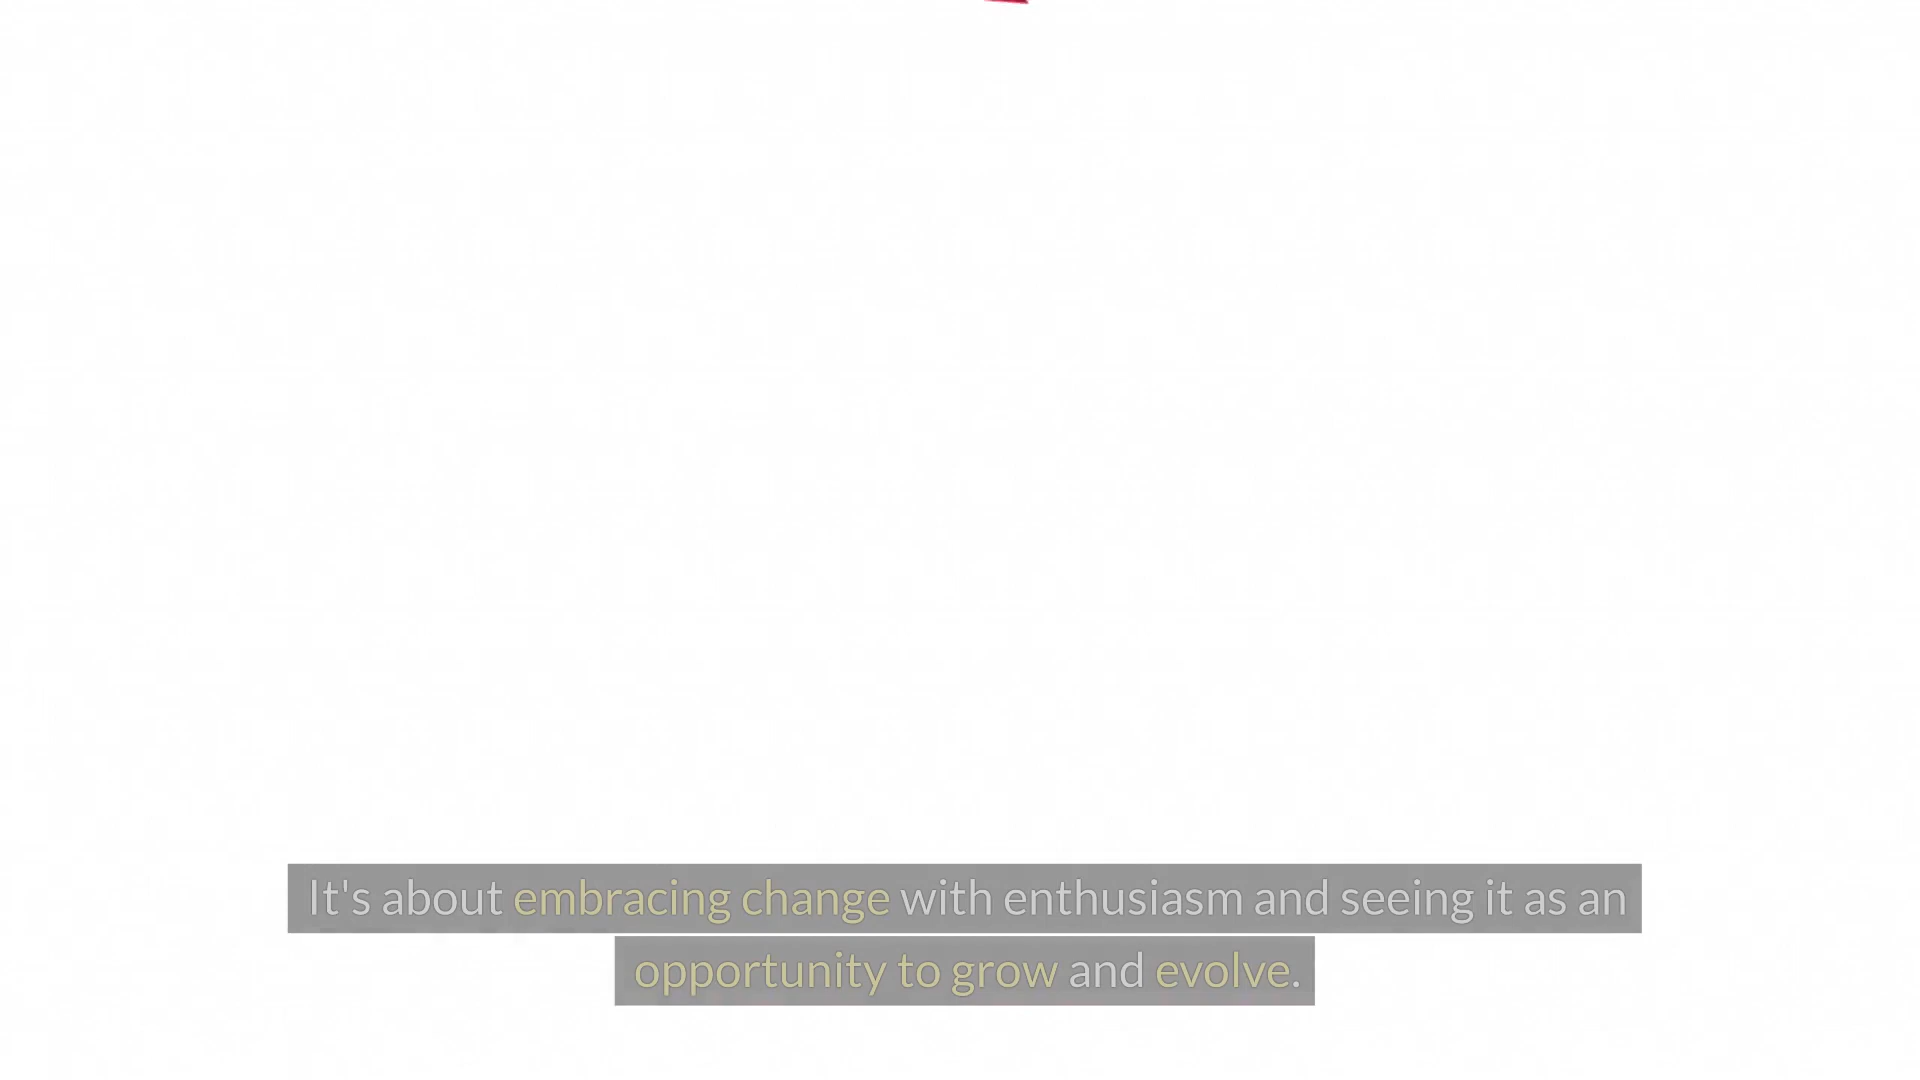 It's about embracing change with enthusiasm and seeing it as an
opportunity to grow and evolve.